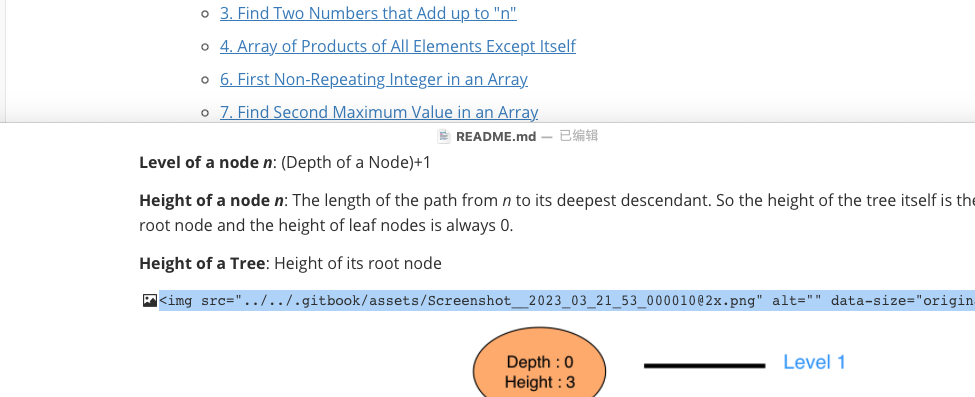 3. Find Two Numbers that Add up to "n"
4. Array of Products of All Elements Except Itself
6. First Non-Repeating Integer in an Array
7. Find Second Maximum Value in an Array
README.md — 已编辑
Level of a node n: (Depth of a Node)+1
Height of a node n: The length of the path from n to its deepest descendant. So the height of the tree itself is the
root node and the height of leaf nodes is always 0.
Height of a Tree: Height of its root node
<img src="../../.gitbook/assets/Screenshot__2023_03_21_53_000010@2x.png" alt="" data-size="origin
Depth : 0
Height : 3
Level 1